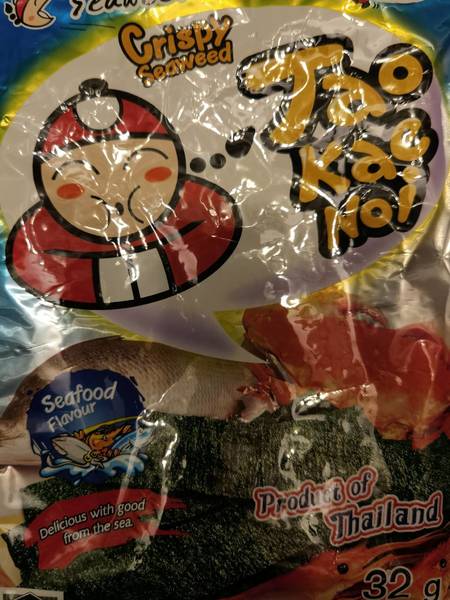 Crispy
Seaweed
Tao
Kae
Noi
Seafood
Flavour
Delicious with good
from the sea.
Product of
Thailand
32 g